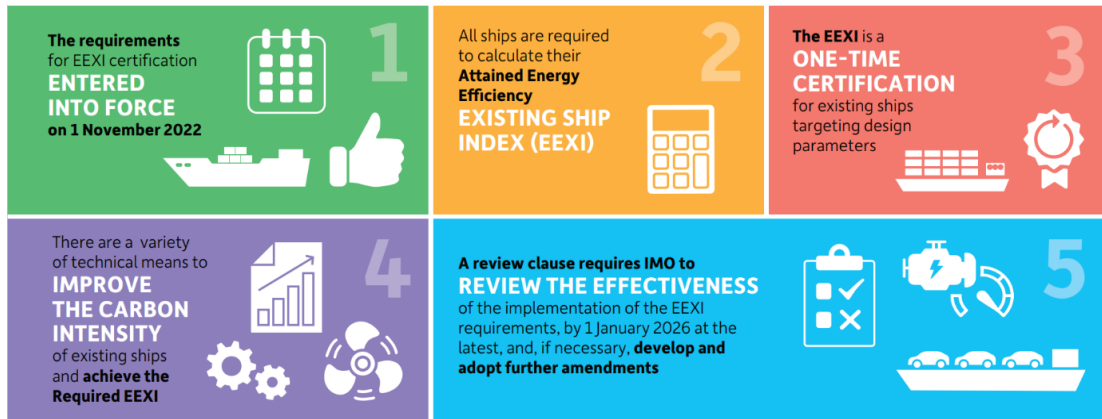 1
The requirements
for EEXI certification
ENTERED
INTO FORCE
on 1 November 2022
2
All ships are required
to calculate their
Attained Energy
Efficiency
EXISTING SHIP
INDEX (EEXI)
3
The EEXI is a
ONE-TIME
CERTIFICATION
for existing ships
targeting design
parameters
4
There are a variety
of technical means to
IMPROVE
THE CARBON
INTENSITY
of existing ships
and achieve the
Required EEXI
5
A review clause requires IMO to
REVIEW THE EFFECTIVENESS
of the implementation of the EEXI
requirements, by 1 January 2026 at the
latest, and, if necessary, develop and
adopt further amendments